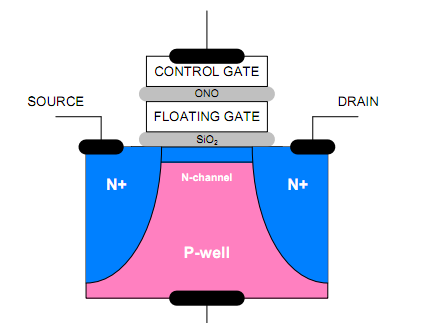 CONTROL GATE
ONO
SOURCE
FLOATING GATE
DRAIN
SiO₂
N+
N-channel
N+
P-well